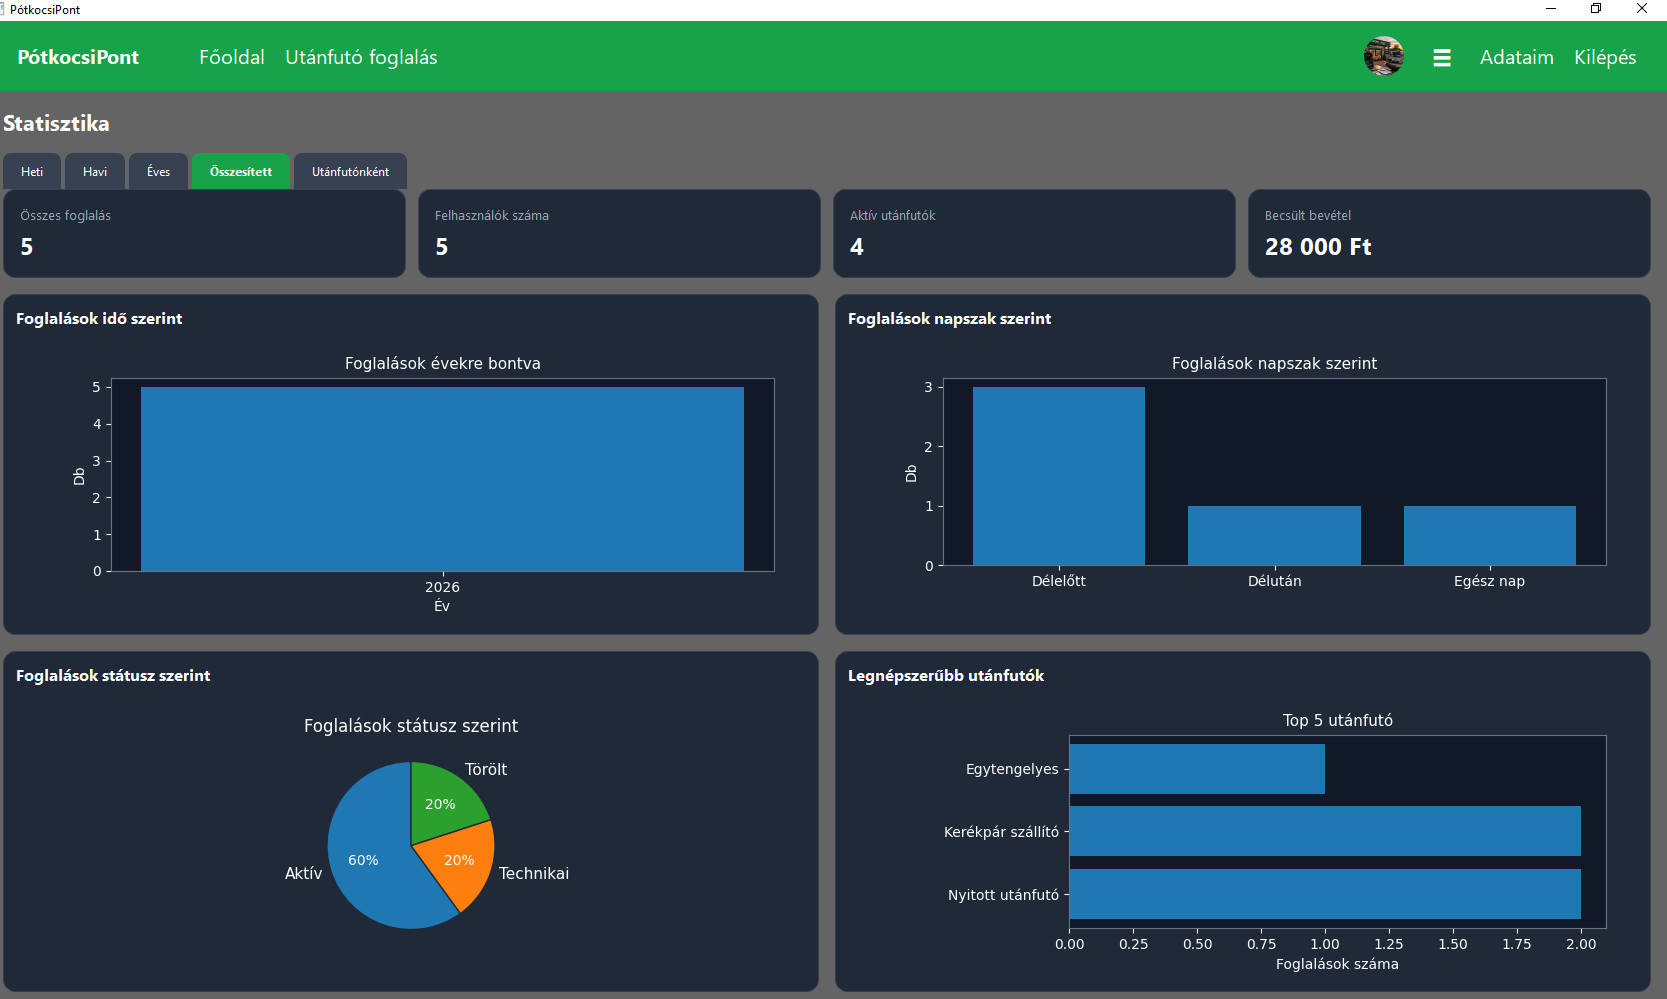 PótkocsiPont
PótkocsiPont Főoldal Utánfutó foglalás Adataim Kilépés
Statisztika
Heti Havi Éves Összesített Utánfutónként
Összes foglalás
5
Felhasználók száma
5
Aktív utánfutók
4
Becsült bevétel
28 000 Ft
Foglalások idő szerint
Foglalások évekre bontva
5
4
3
2
1
0
Db
2026
Év
Foglalások napszak szerint
Foglalások napszak szerint
3
2
1
0
Db
Délelőtt Délután Egész nap
Foglalások státusz szerint
Foglalások státusz szerint
Törölt
20%
60%
20%
Aktív
Technikai
Legnépszerűbb utánfutók
Top 5 utánfutó
Egytengelyes
Kerékpár szállító
Nyitott utánfutó
0.00 0.25 0.50 0.75 1.00 1.25 1.50 1.75 2.00
Foglalások száma